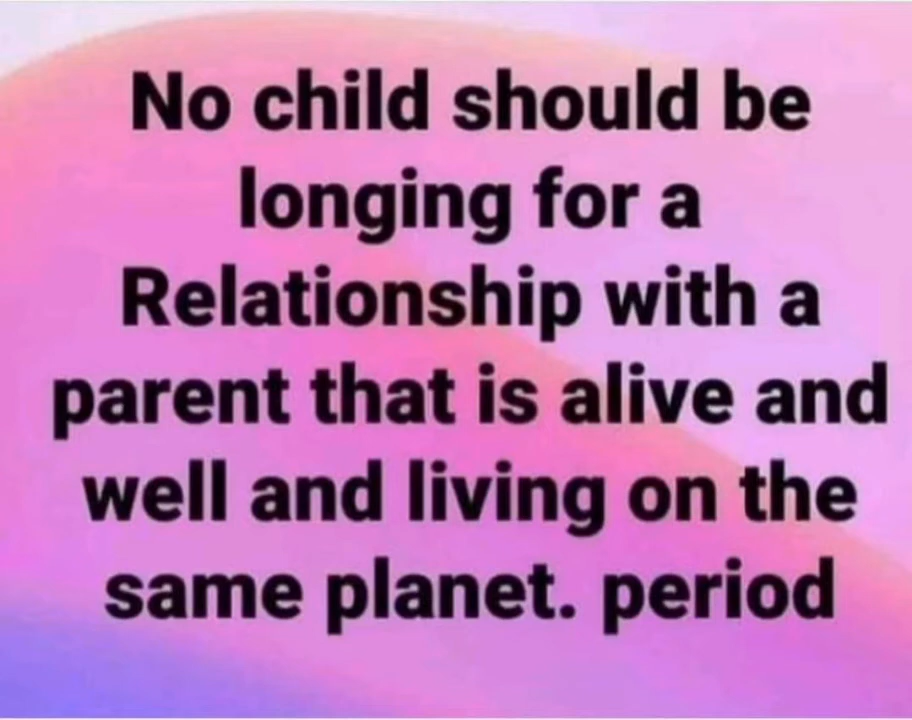 No child should be
longing for a
Relationship with a
parent that is alive and
well and living on the
same planet. period